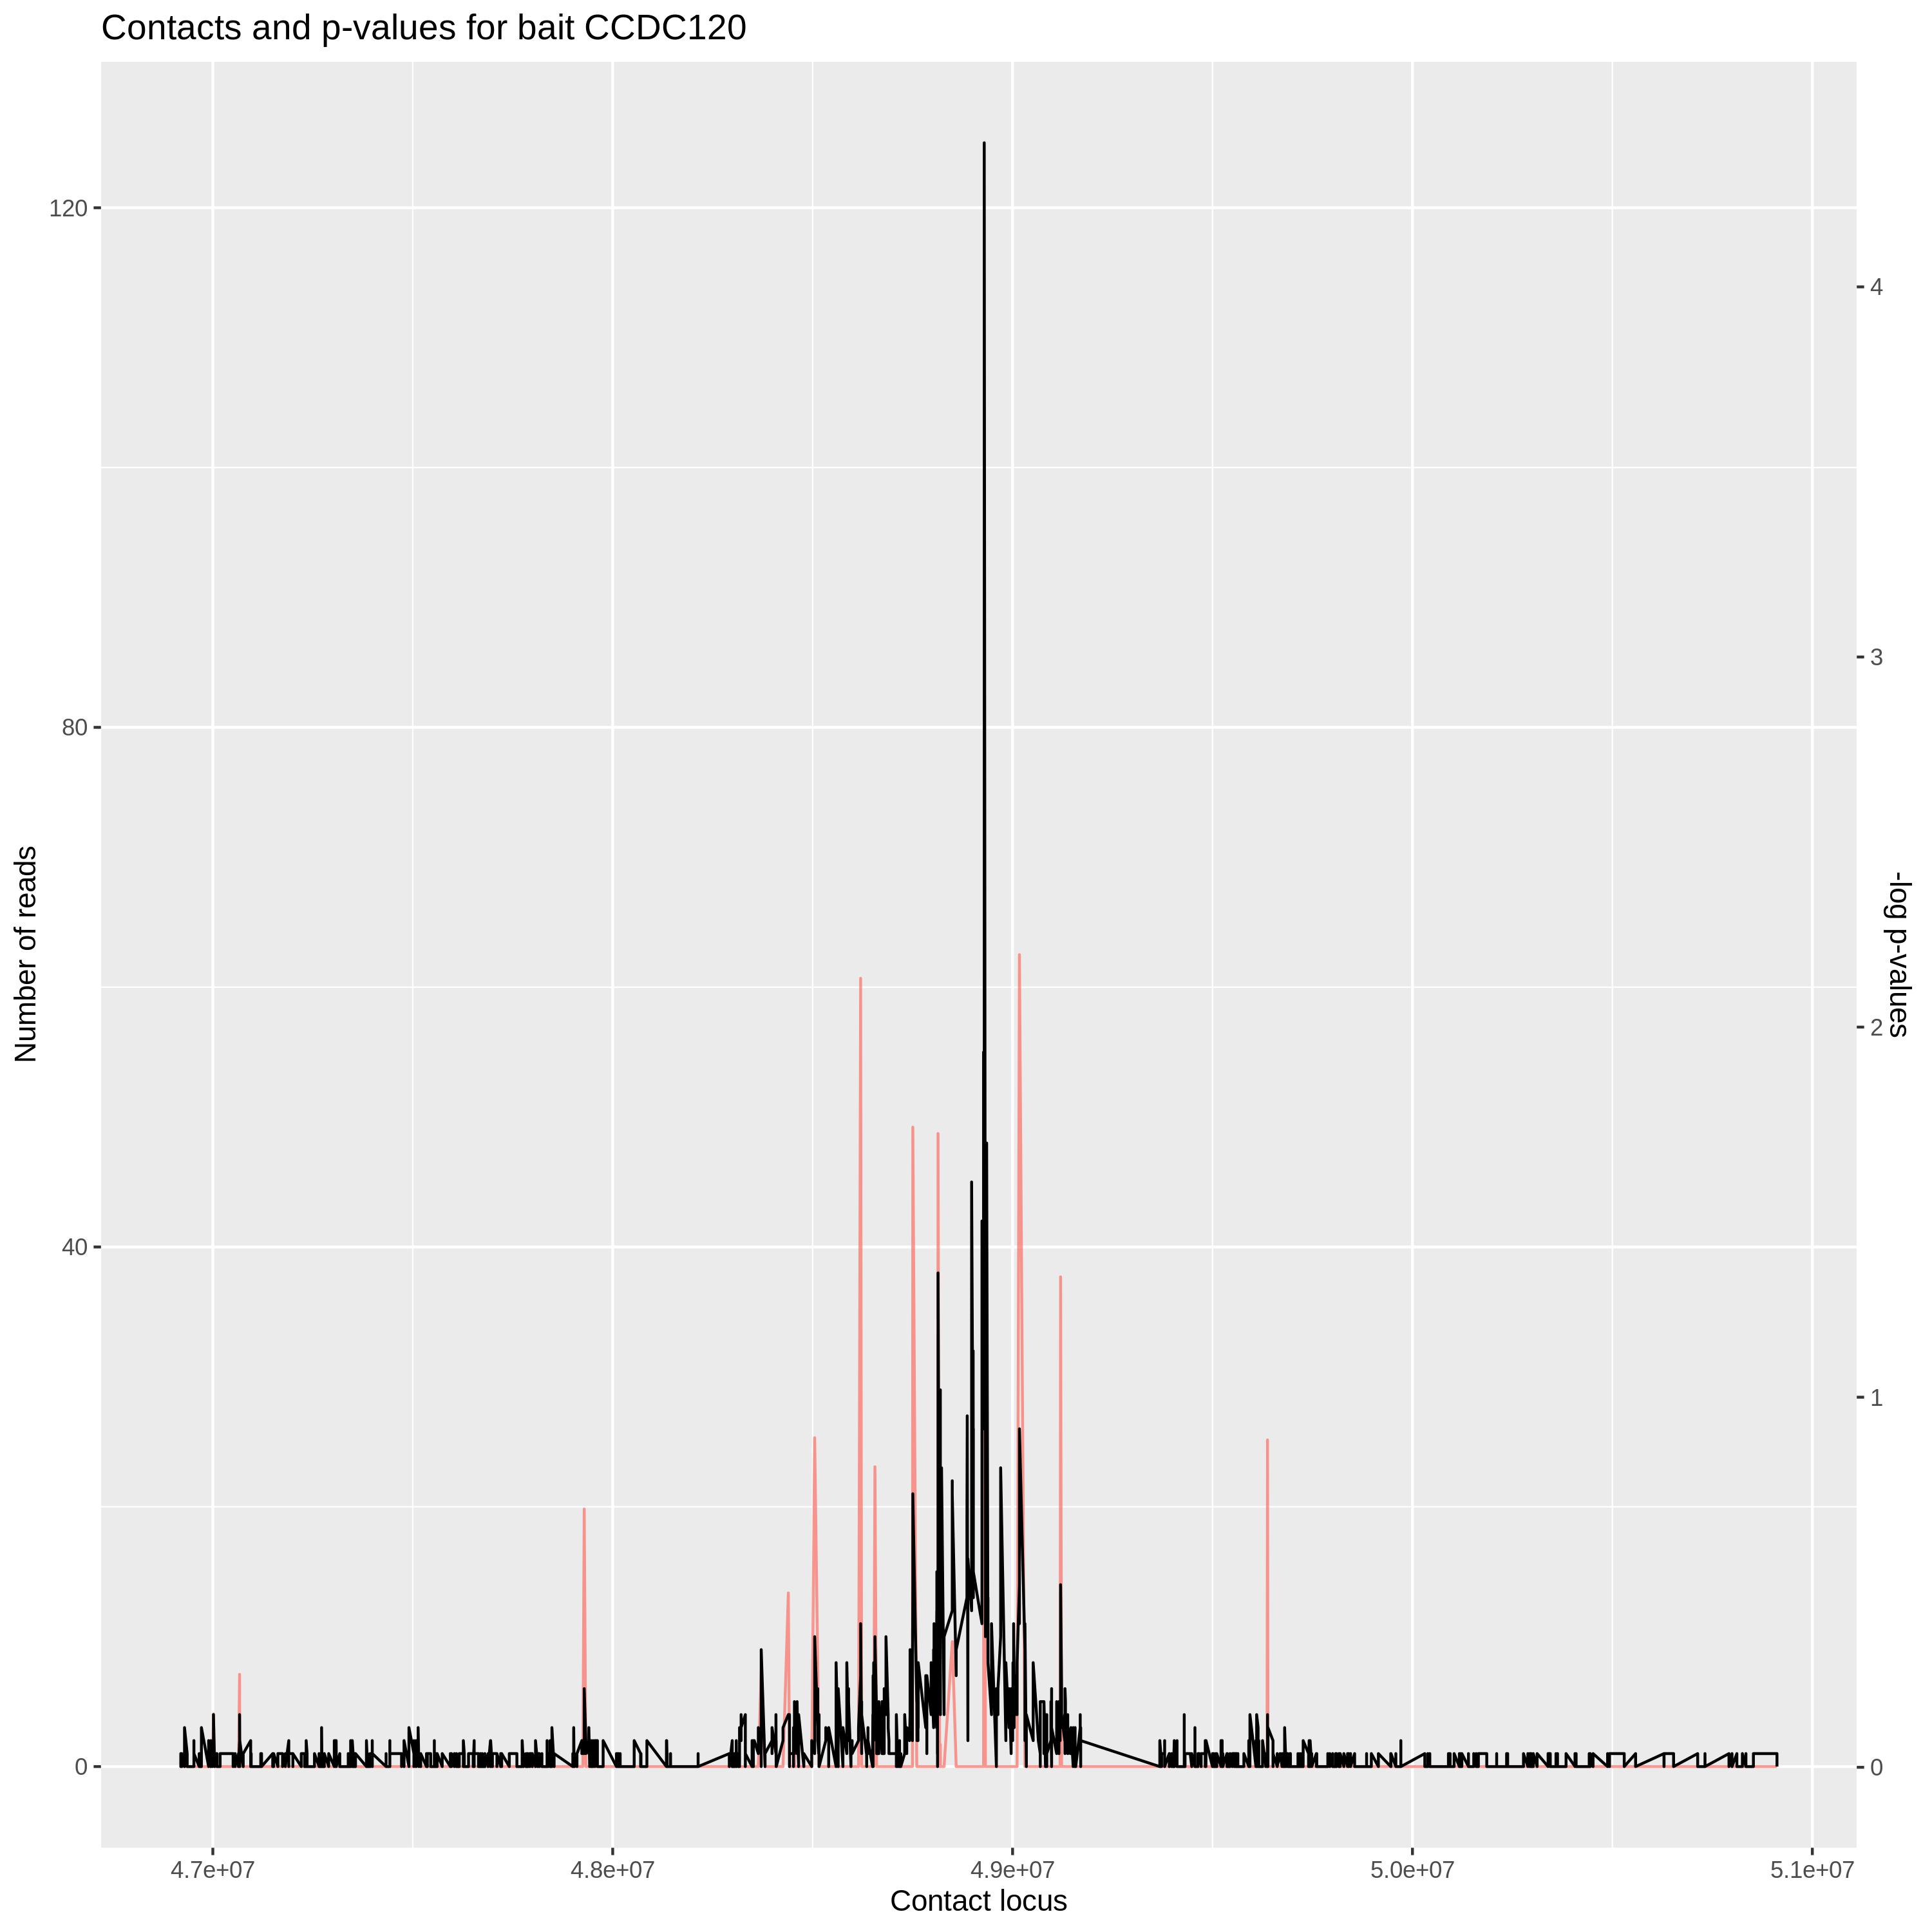 Contacts and p-values for bait CCDC120
120
80
40
0
Number of reads
4
3
2
1
0
-log p-values
4.7e+07
4.8e+07
4.9e+07
5.0e+07
5.1e+07
Contact locus